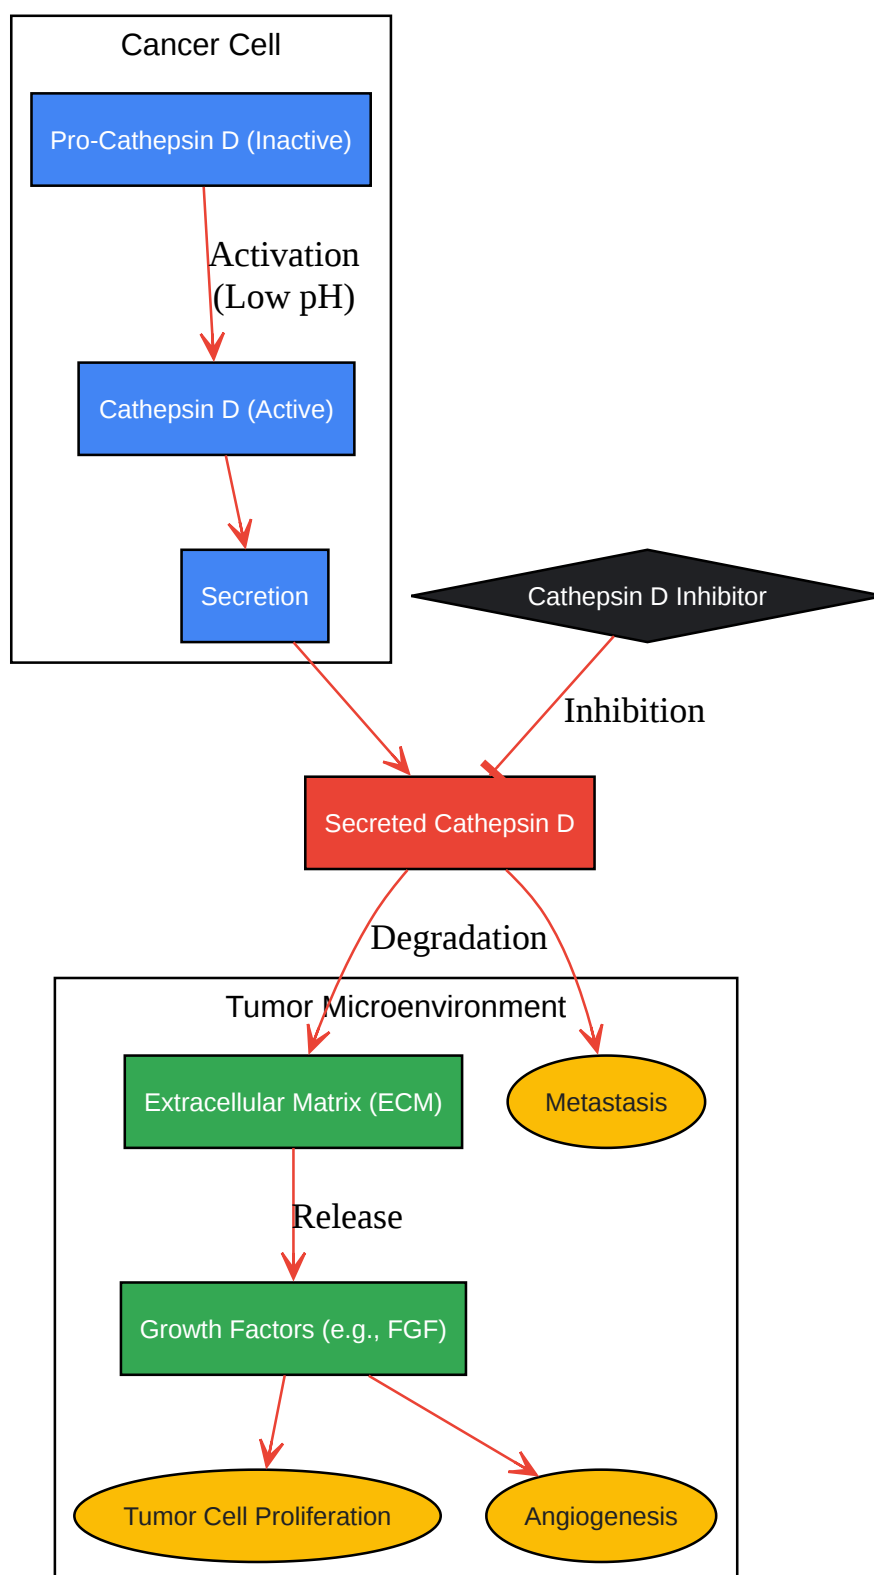 Cancer Cell
Pro-Cathepsin D (Inactive)
Activation
(Low pH)
Cathepsin D (Active)
Secretion
Cathepsin D Inhibitor
Inhibition
Secreted Cathepsin D
Degradation
Tumor Microenvironment
Extracellular Matrix (ECM)
Metastasis
Release
Growth Factors (e.g., FGF)
Tumor Cell Proliferation
Angiogenesis